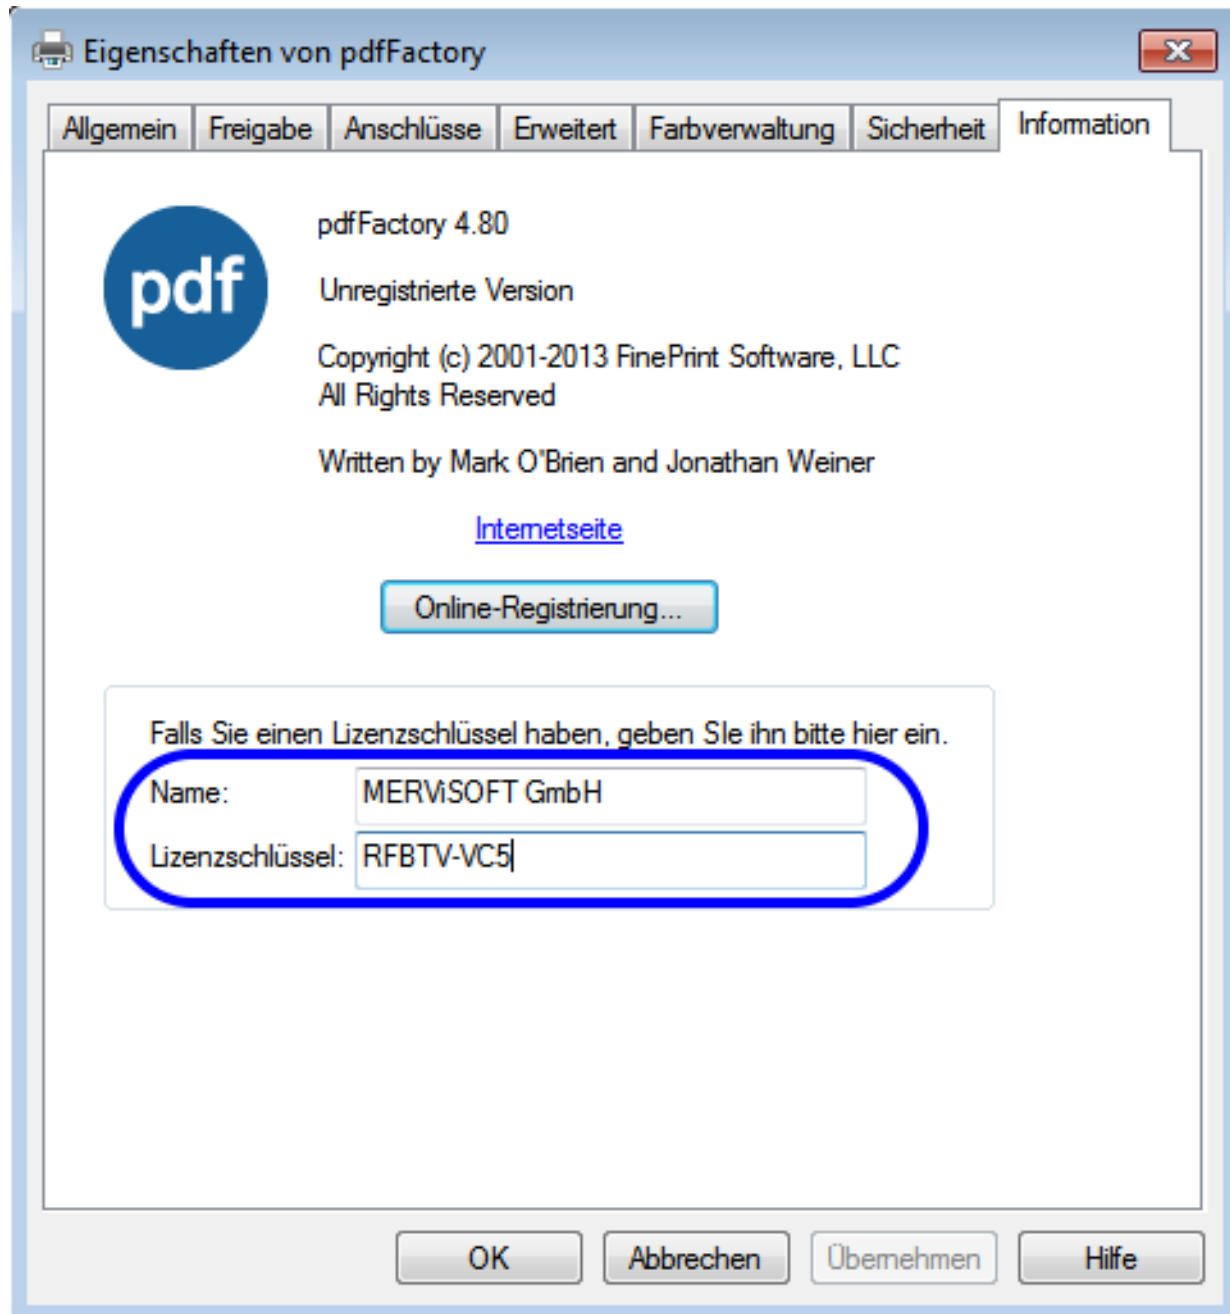 Eigenschaften von pdfFactory
Allgemein Freigabe Anschlüsse Erweitert Farbverwaltung Sicherheit Information
pdf
pdfFactory 4.80
Unregistrierte Version
Copyright (c) 2001-2013 FinePrint Software, LLC
All Rights Reserved
Written by Mark O'Brien and Jonathan Weiner
Internetseite
Online-Registrierung...
Falls Sie einen Lizenzschlüssel haben, geben SIe ihn bitte hier ein.
Name: MERViSOFT GmbH
Lizenzschlüssel: RFBTV-VC5
OK Abbrechen Übernehmen Hilfe